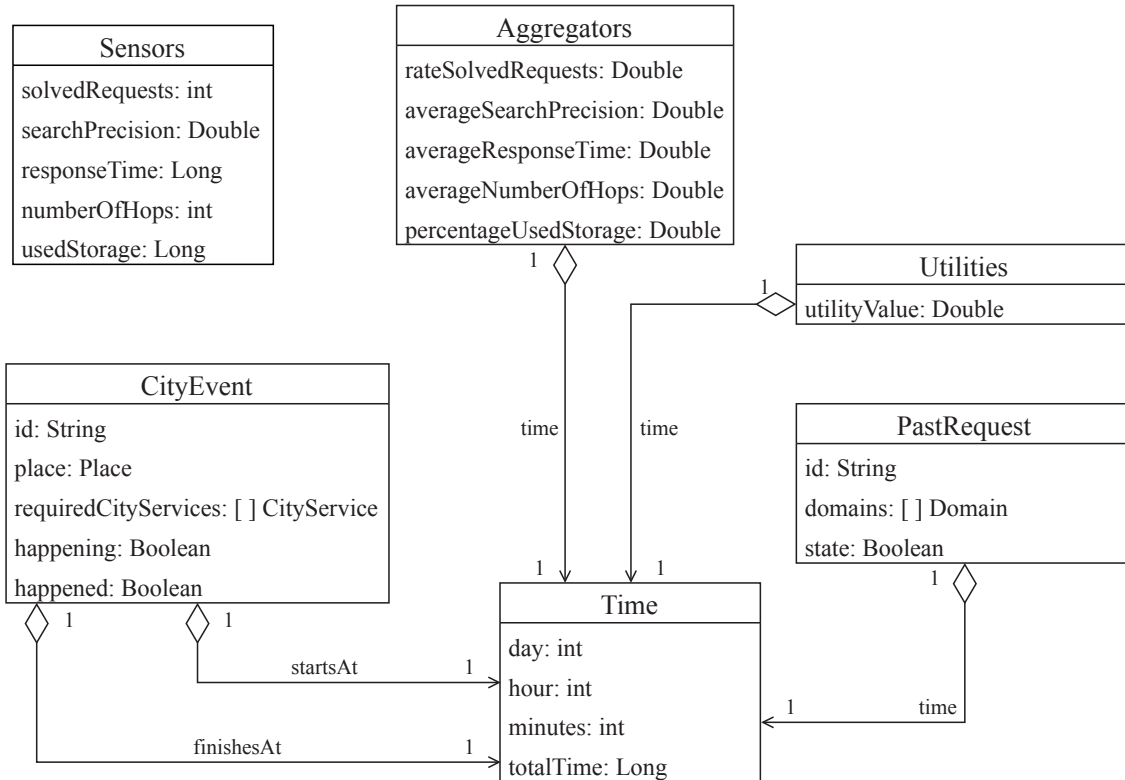 Sensors
solvedRequests: int
searchPrecision: Double
responseTime: Long
numberOfHops: int
usedStorage: Long
Aggregators
rateSolvedRequests: Double
averageSearchPrecision: Double
averageResponseTime: Double
averageNumberOfHops: Double
percentageUsedStorage: Double
1
Utilities
utilityValue: Double
1
time
time
1
1
CityEvent
id: String
place: Place
requiredCityServices: [ ] CityService
happening: Boolean
happened: Boolean
1
1
startsAt
1
finishesAt
1
PastRequest
id: String
domains: [ ] Domain
state: Boolean
1
1
time
Time
day: int
hour: int
minutes: int
totalTime: Long